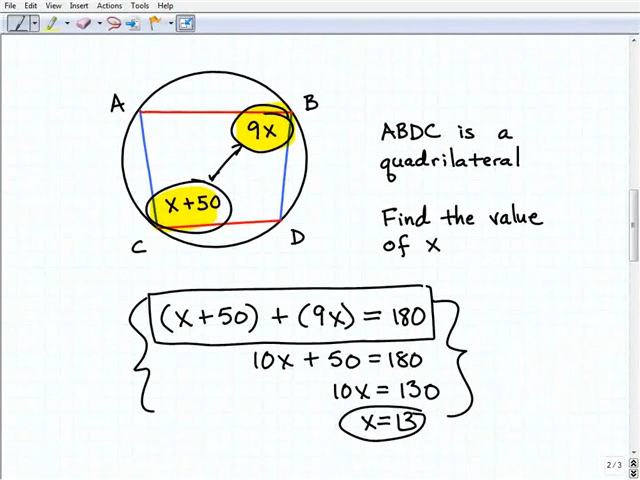 File Edit View Insert Actions Tools Help
A
B
9x
ABDC is a
quadrilateral
x+50
Find the value
of x
C
D
(x+50) + (9x) = 180
10x + 50 = 180
10x = 130
x=13
2 / 3